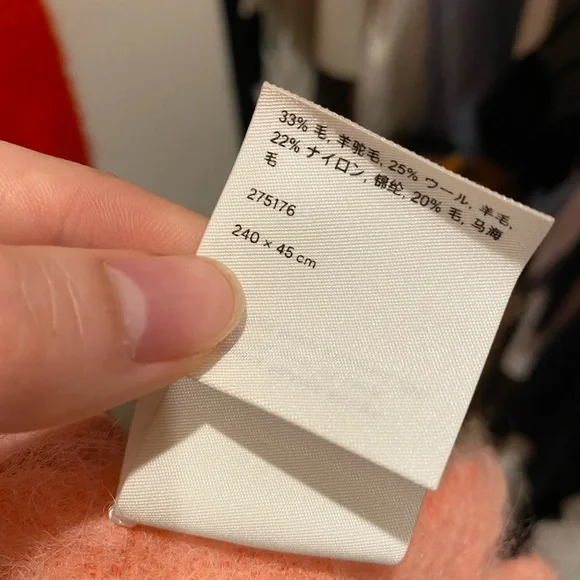 33% 毛, 羊驼毛, 25% ウール, 羊毛,
22% ナイロン, 锦纶, 20% 毛, 马海
毛
275176
240 × 45 cm